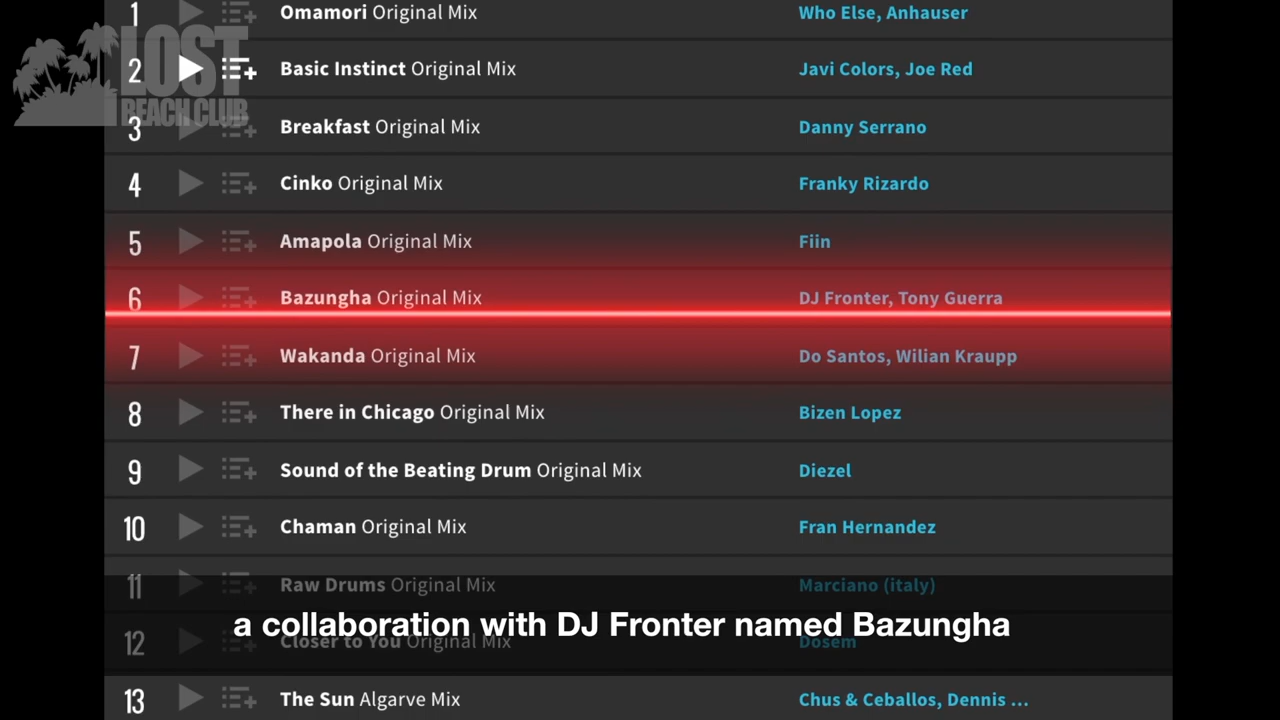 1 Omamori Original Mix Who Else, Anhauser
LOST
2 Basic Instinct Original Mix Javi Colors, Joe Red
BEACH CLUB
3 Breakfast Original Mix Danny Serrano
4 Cinko Original Mix Franky Rizardo
5 Amapola Original Mix Fiin
6 Bazungha Original Mix DJ Fronter, Tony Guerra
7 Wakanda Original Mix Do Santos, Wilian Kraupp
8 There in Chicago Original Mix Bizen Lopez
9 Sound of the Beating Drum Original Mix Diezel
10 Chaman Original Mix Fran Hernandez
11 Raw Drums Original Mix Marciano (italy)
a collaboration with DJ Fronter named Bazungha
12 Closer to You Original Mix Dosem
13 The Sun Algarve Mix Chus & Ceballos, Dennis ...